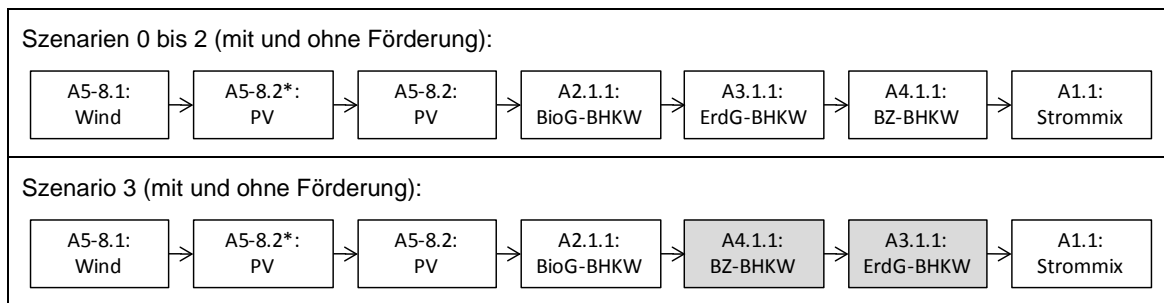 Szenarien 0 bis 2 (mit und ohne Förderung):
A5-8.1:
Wind
A5-8.2*:
PV
A5-8.2:
PV
A2.1.1:
BioG-BHKW
A3.1.1:
ErdG-BHKW
A4.1.1:
BZ-BHKW
A1.1:
Strommix
Szenario 3 (mit und ohne Förderung):
A5-8.1:
Wind
A5-8.2*:
PV
A5-8.2:
PV
A2.1.1:
BioG-BHKW
A4.1.1:
BZ-BHKW
A3.1.1:
ErdG-BHKW
A1.1:
Strommix